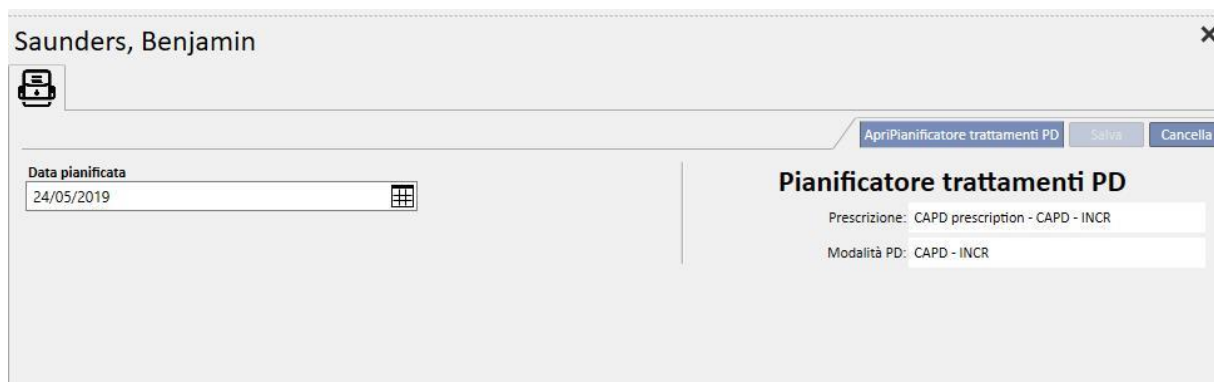 Saunders, Benjamin
ApriPianificatore trattamenti PD Salva Cancella
Data pianificata
24/05/2019
Pianificatore trattamenti PD
Prescrizione: CAPD prescription - CAPD - INCR
Modalità PD: CAPD - INCR